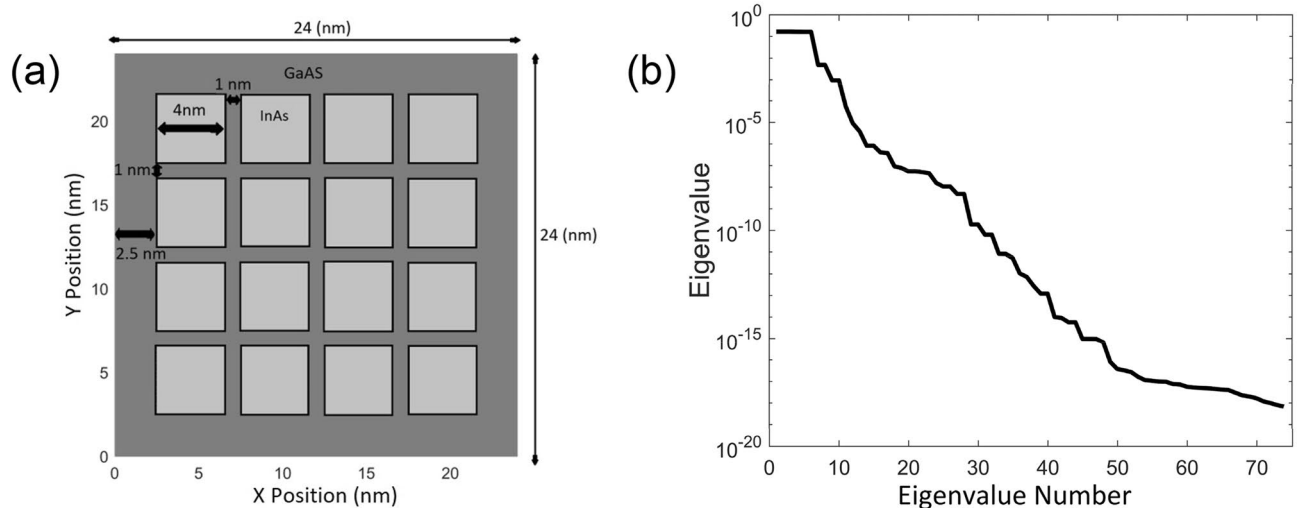 (a)
24 (nm)
GaAS
1 nm
4nm
InAs
1 nm
2.5 nm
24 (nm)
Y Position (nm)
20
15
10
5
0
0 5 10 15 20
X Position (nm)
(b)
Eigenvalue
10^0
10^-5
10^-10
10^-15
10^-20
0 10 20 30 40 50 60 70
Eigenvalue Number